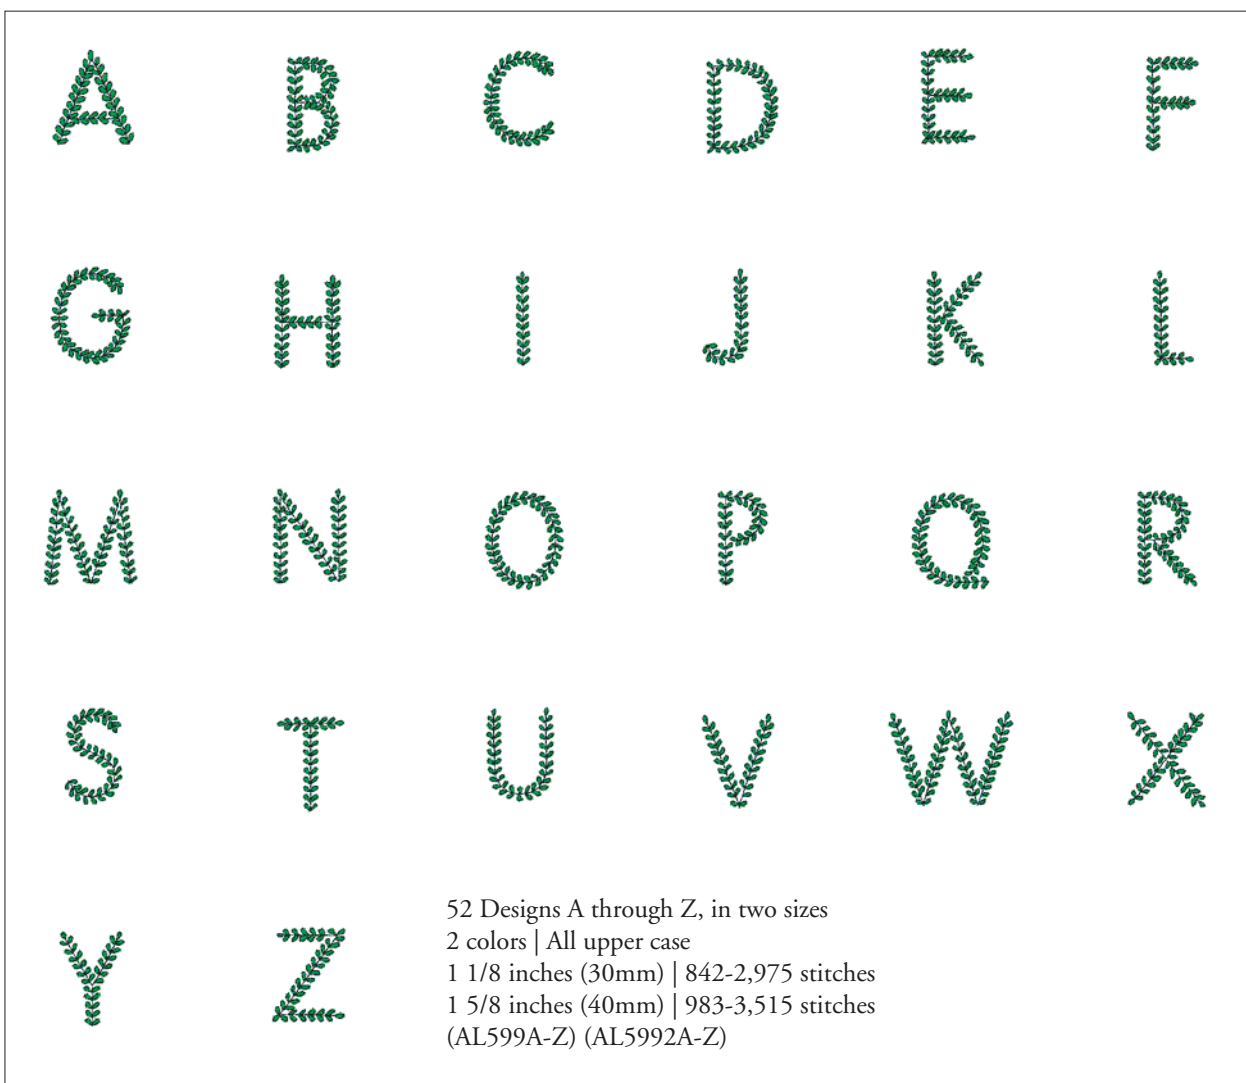 A B C D E F
G H I J K L
M N O P Q R
S T U V W X
Y Z
52 Designs A through Z, in two sizes
2 colors | All upper case
1 1/8 inches (30mm) | 842-2,975 stitches
1 5/8 inches (40mm) | 983-3,515 stitches
(AL599A-Z) (AL5992A-Z)